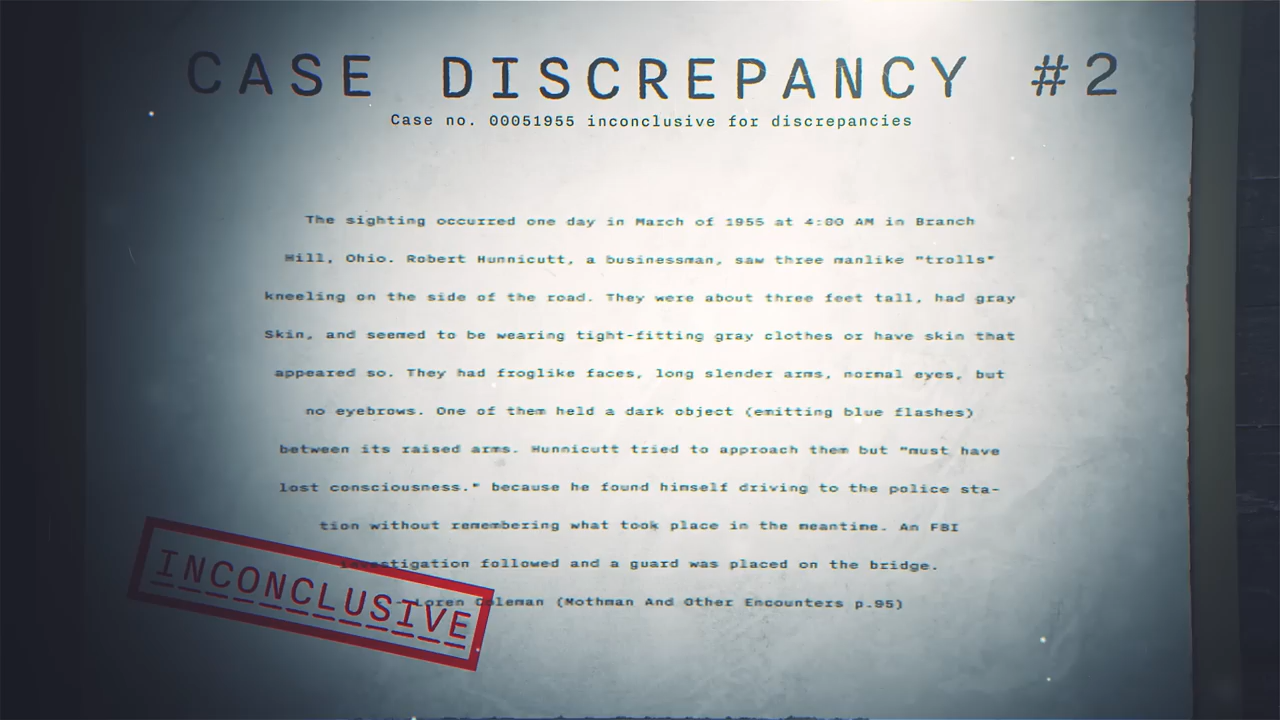 CASE DISCREPANCY #2
Case no. 00051955 inconclusive for discrepancies
The sighting occurred one day in March of 1955 at 4:00 AM in Branch
Hill, Ohio. Robert Hunnicutt, a businessman, saw three manlike "trolls"
kneeling on the side of the road. They were about three feet tall, had gray
Skin, and seemed to be wearing tight-fitting gray clothes or have skin that
appeared so. They had froglike faces, long slender arms, normal eyes, but
no eyebrows. One of them held a dark object (emitting blue flashes)
between its raised arms. Hunnicutt tried to approach them but "must have
lost consciousness." because he found himself driving to the police sta-
tion without remembering what took place in the meantime. An FBI
investigation followed and a guard was placed on the bridge.
- Loren Coleman (Mothman And Other Encounters p.95)
INCONCLUSIVE